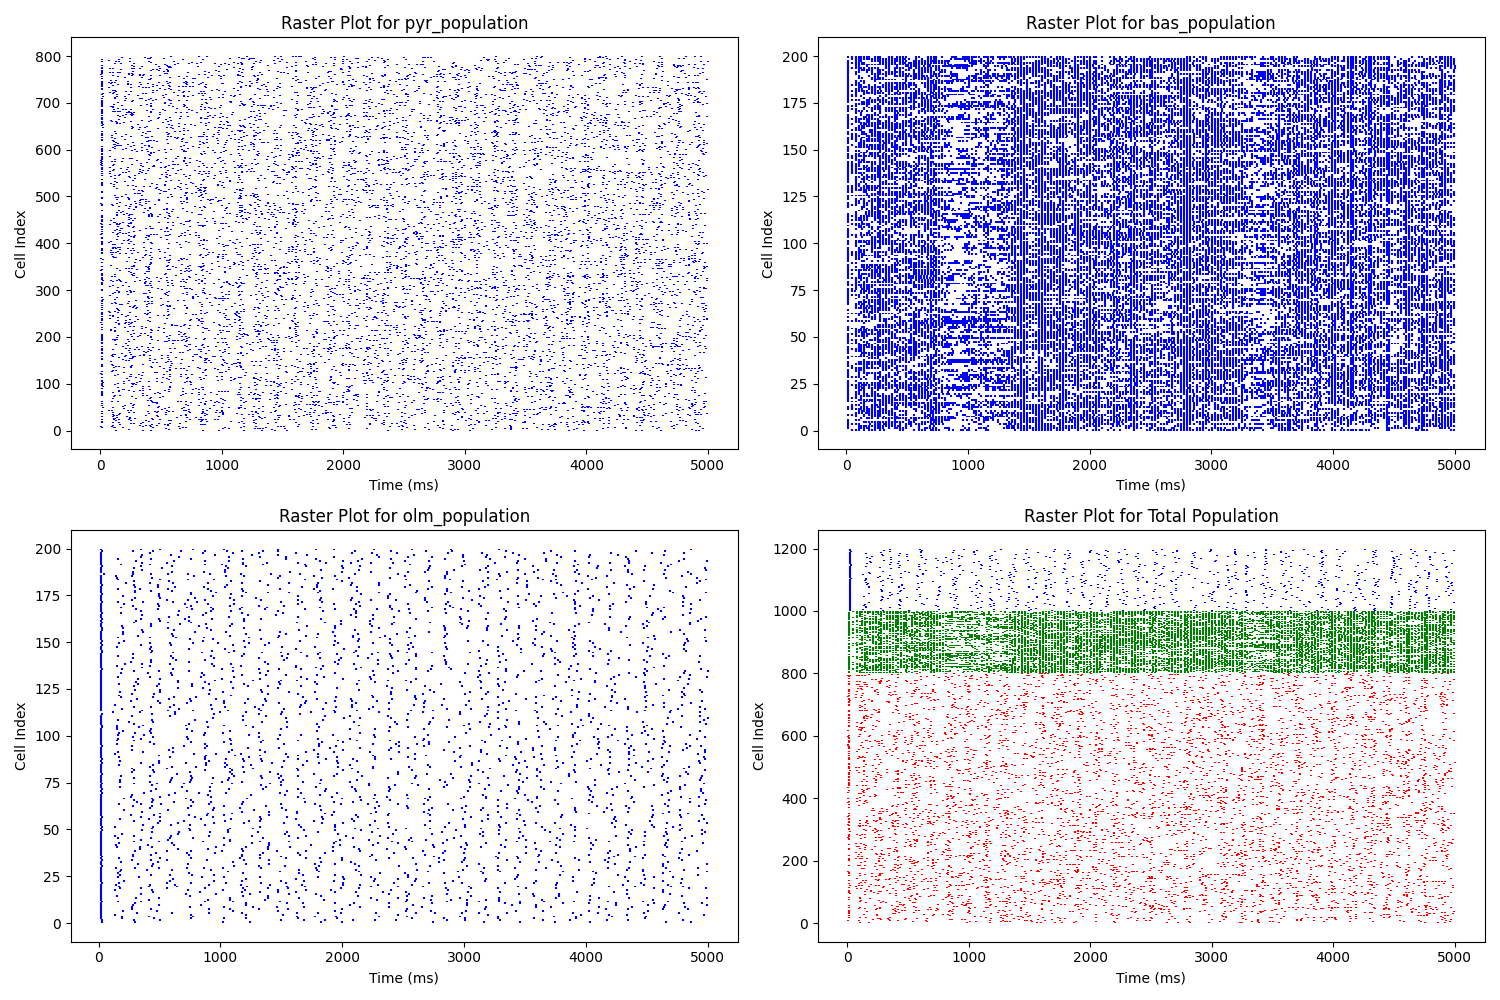 Raster Plot for pyr_population
800
700
600
500
400
300
200
100
0
Cell Index
0 1000 2000 3000 4000 5000
Time (ms)
Raster Plot for bas_population
200
175
150
125
100
75
50
25
0
Cell Index
0 1000 2000 3000 4000 5000
Time (ms)
Raster Plot for olm_population
200
175
150
125
100
75
50
25
0
Cell Index
0 1000 2000 3000 4000 5000
Time (ms)
Raster Plot for Total Population
1200
1000
800
600
400
200
0
Cell Index
0 1000 2000 3000 4000 5000
Time (ms)